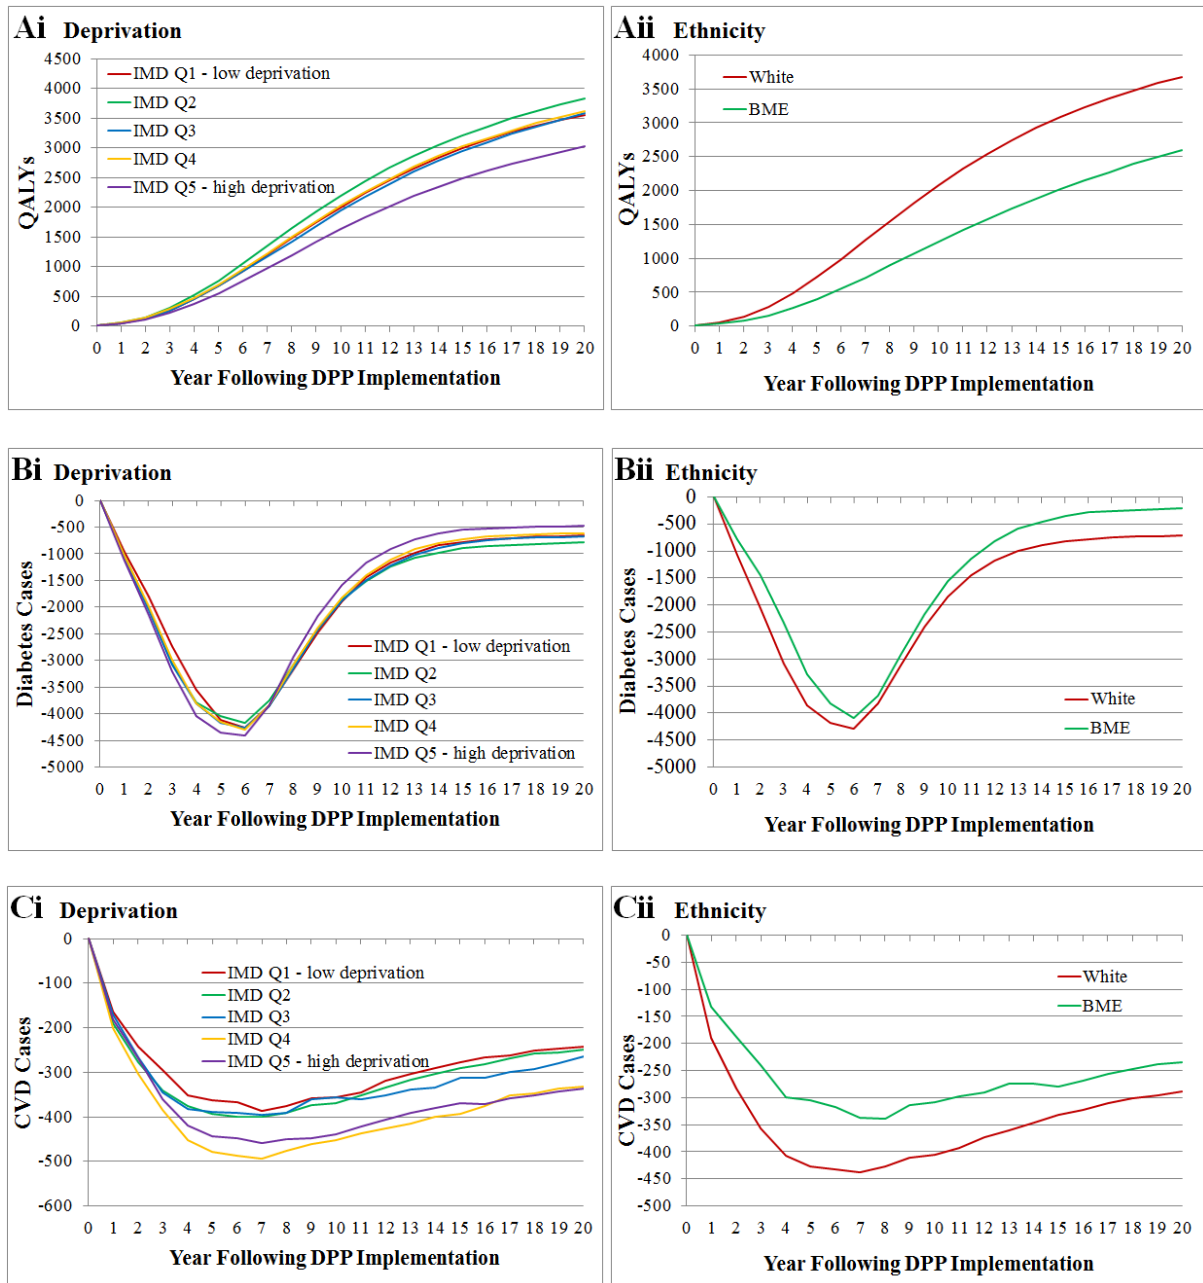 Ai Deprivation
4500
4000
3500
3000
2500
2000
1500
1000
500
0
QALYs
IMD Q1 - low deprivation
IMD Q2
IMD Q3
IMD Q4
IMD Q5 - high deprivation
0 1 2 3 4 5 6 7 8 9 10 11 12 13 14 15 16 17 18 19 20
Year Following DPP Implementation
Aii Ethnicity
4000
3500
3000
2500
2000
1500
1000
500
0
QALYs
White
BME
0 1 2 3 4 5 6 7 8 9 10 11 12 13 14 15 16 17 18 19 20
Year Following DPP Implementation
Bi Deprivation
0
-500
-1000
-1500
-2000
-2500
-3000
-3500
-4000
-4500
-5000
Diabetes Cases
IMD Q1 - low deprivation
IMD Q2
IMD Q3
IMD Q4
IMD Q5 - high deprivation
0 1 2 3 4 5 6 7 8 9 10 11 12 13 14 15 16 17 18 19 20
Year Following DPP Implementation
Bii Ethnicity
0
-500
-1000
-1500
-2000
-2500
-3000
-3500
-4000
-4500
-5000
Diabetes Cases
White
BME
0 1 2 3 4 5 6 7 8 9 10 11 12 13 14 15 16 17 18 19 20
Year Following DPP Implementation
Ci Deprivation
0
-100
-200
-300
-400
-500
-600
CVD Cases
IMD Q1 - low deprivation
IMD Q2
IMD Q3
IMD Q4
IMD Q5 - high deprivation
0 1 2 3 4 5 6 7 8 9 10 11 12 13 14 15 16 17 18 19 20
Year Following DPP Implementation
Cii Ethnicity
0
-50
-100
-150
-200
-250
-300
-350
-400
-450
-500
CVD Cases
White
BME
0 1 2 3 4 5 6 7 8 9 10 11 12 13 14 15 16 17 18 19 20
Year Following DPP Implementation